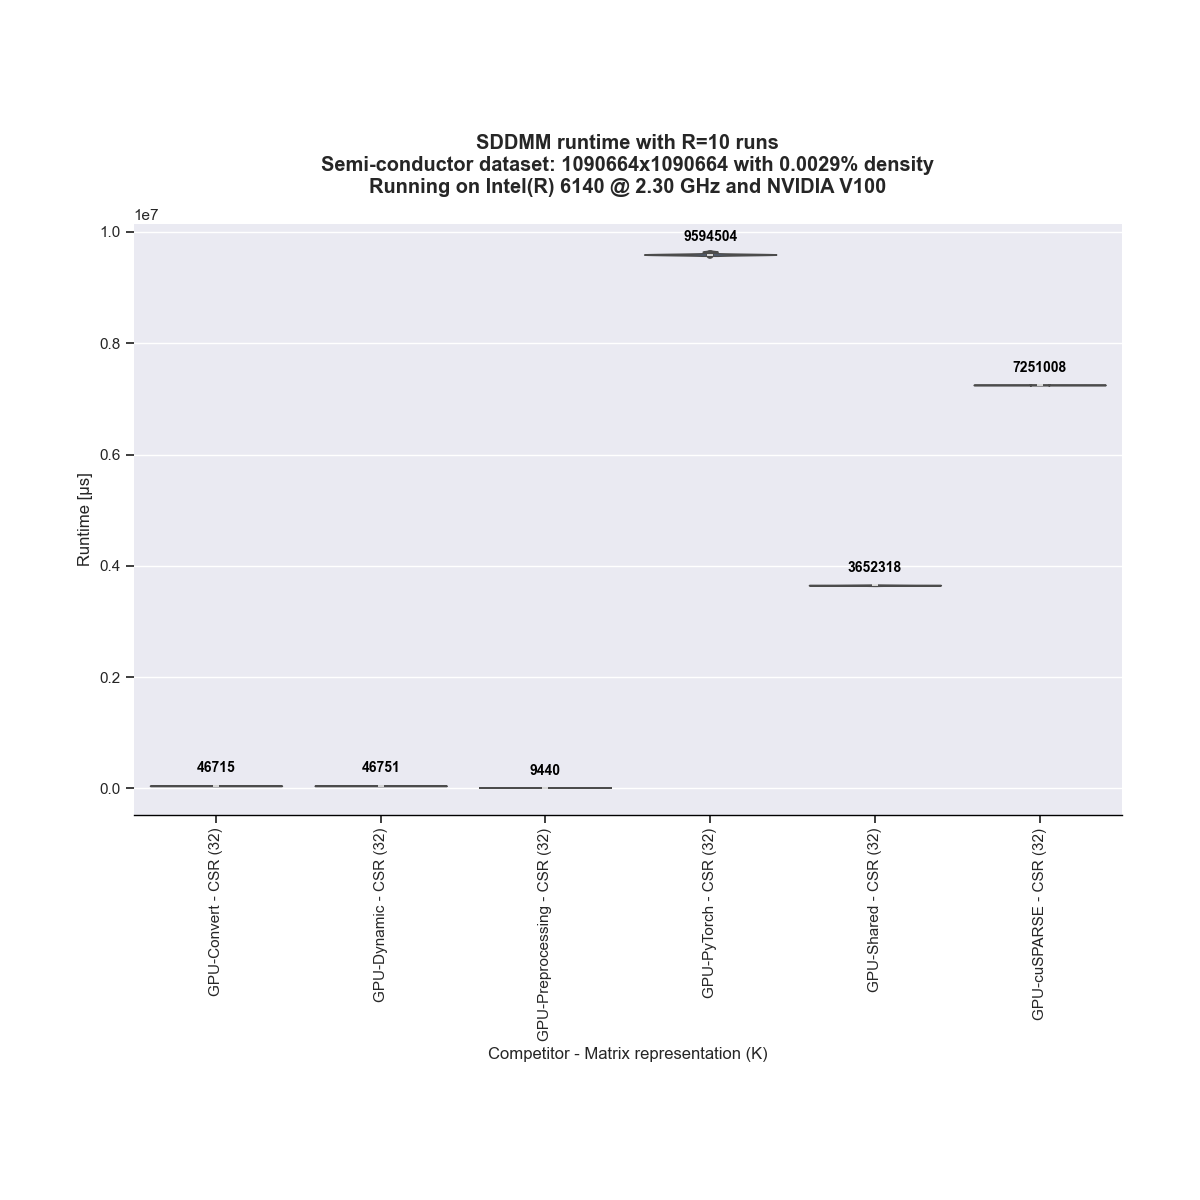 SDDMM runtime with R=10 runs
Semi-conductor dataset: 1090664x1090664 with 0.0029% density
Running on Intel(R) 6140 @ 2.30 GHz and NVIDIA V100
1e7
1.0
0.8
0.6
0.4
0.2
0.0
Runtime [μs]
46715
46751
9440
9594504
3652318
7251008
GPU-Convert - CSR (32)
GPU-Dynamic - CSR (32)
GPU-Preprocessing - CSR (32)
GPU-PyTorch - CSR (32)
GPU-Shared - CSR (32)
GPU-cuSPARSE - CSR (32)
Competitor - Matrix representation (K)